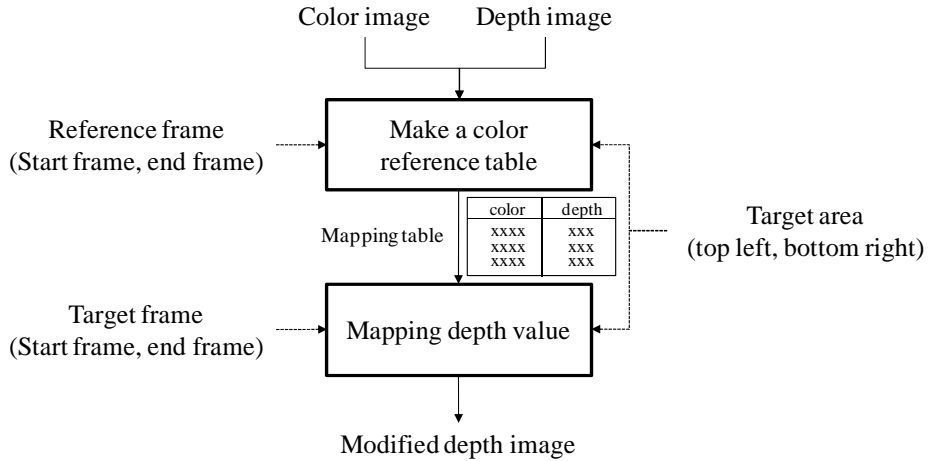 Color image
Depth image
Reference frame
(Start frame, end frame)
Make a color
reference table
Mapping table
color depth
xxxx xxx
xxxx xxx
xxxx xxx
Target area
(top left, bottom right)
Target frame
(Start frame, end frame)
Mapping depth value
Modified depth image